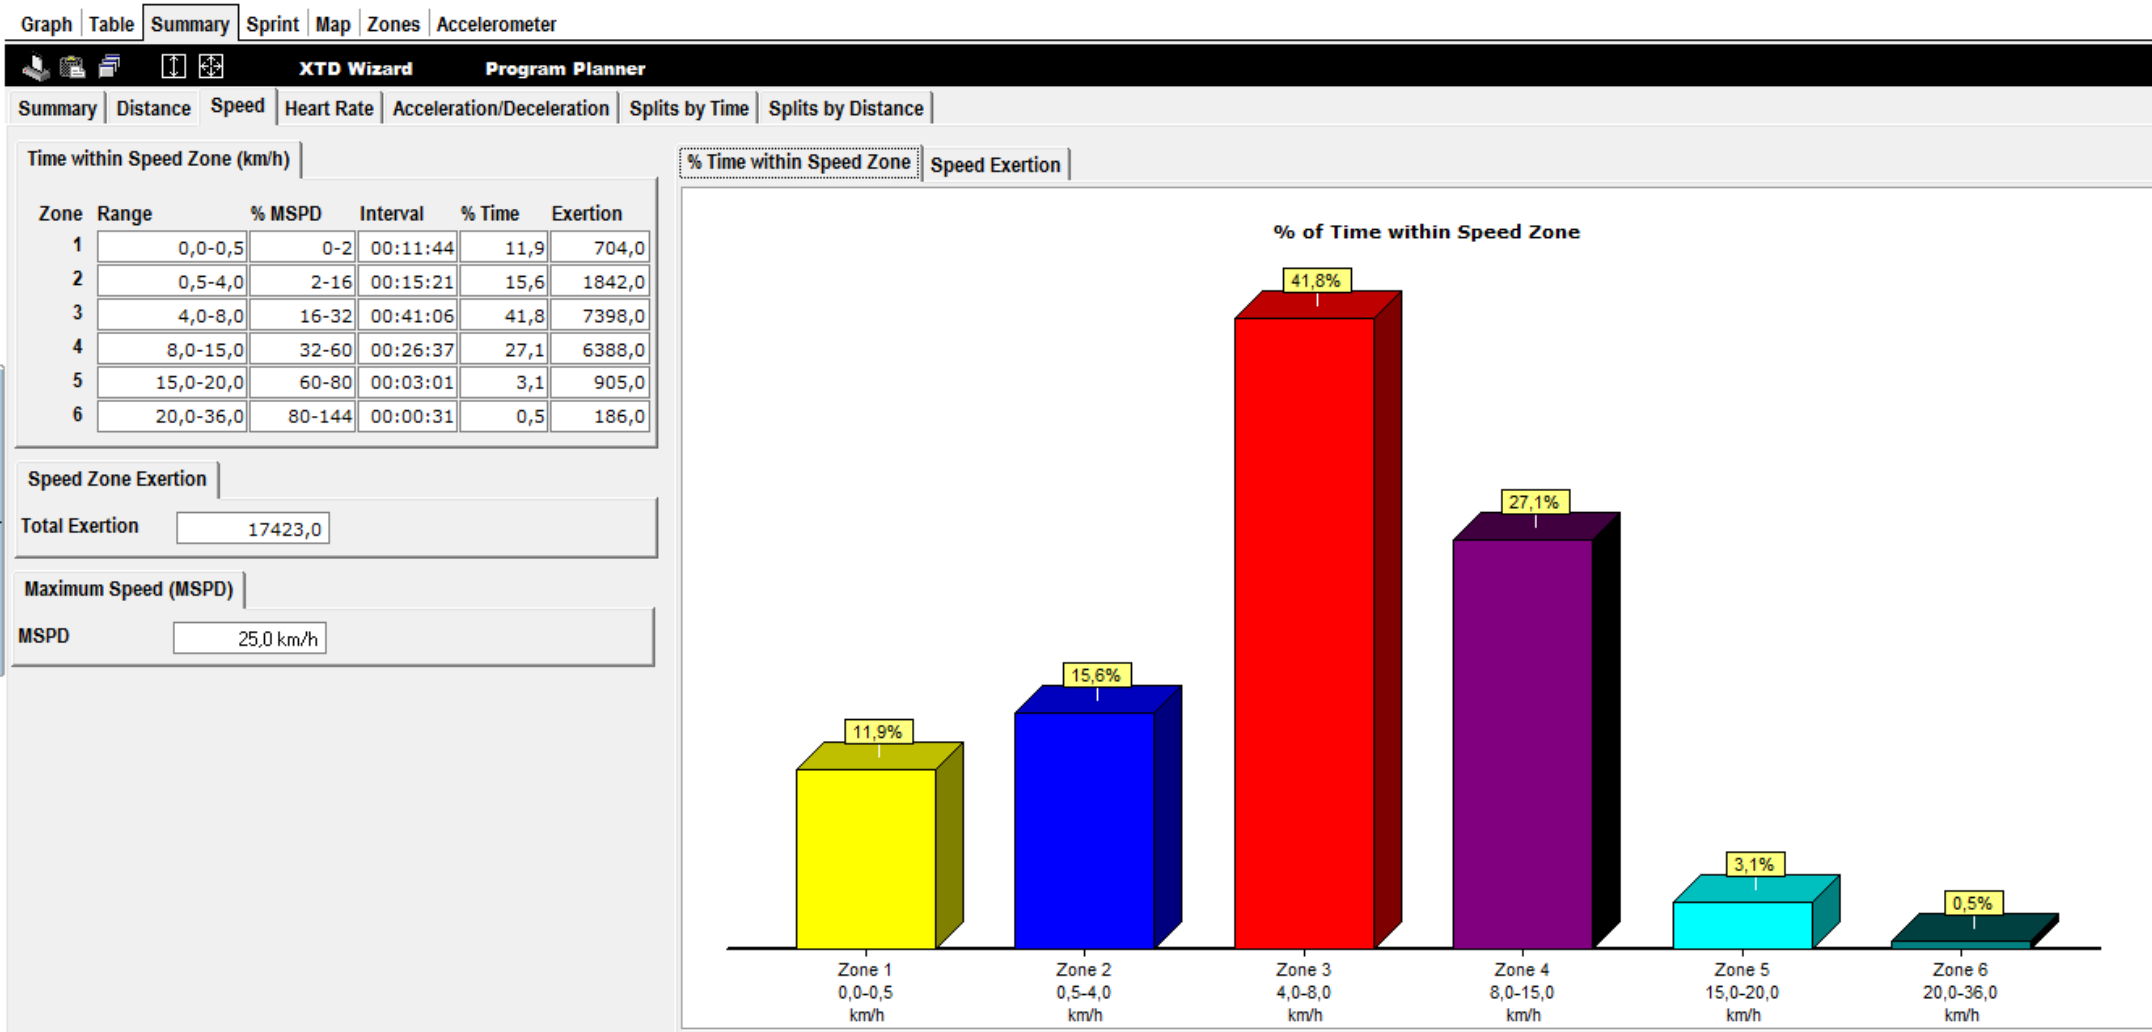 Graph Table Summary Sprint Map Zones Accelerometer
XTD Wizard Program Planner
Summary Distance Speed Heart Rate Acceleration/Deceleration Splits by Time Splits by Distance
Time within Speed Zone (km/h)
Zone Range % MSPD Interval % Time Exertion
1 0,0-0,5 0-2 00:11:44 11,9 704,0
2 0,5-4,0 2-16 00:15:21 15,6 1842,0
3 4,0-8,0 16-32 00:41:06 41,8 7398,0
4 8,0-15,0 32-60 00:26:37 27,1 6388,0
5 15,0-20,0 60-80 00:03:01 3,1 905,0
6 20,0-36,0 80-144 00:00:31 0,5 186,0
Speed Zone Exertion
Total Exertion 17423,0
Maximum Speed (MSPD)
MSPD 25,0 km/h
% Time within Speed Zone Speed Exertion
% of Time within Speed Zone
41,8%
27,1%
15,6%
11,9%
3,1%
0,5%
Zone 1 Zone 2 Zone 3 Zone 4 Zone 5 Zone 6
0,0-0,5 0,5-4,0 4,0-8,0 8,0-15,0 15,0-20,0 20,0-36,0
km/h km/h km/h km/h km/h km/h